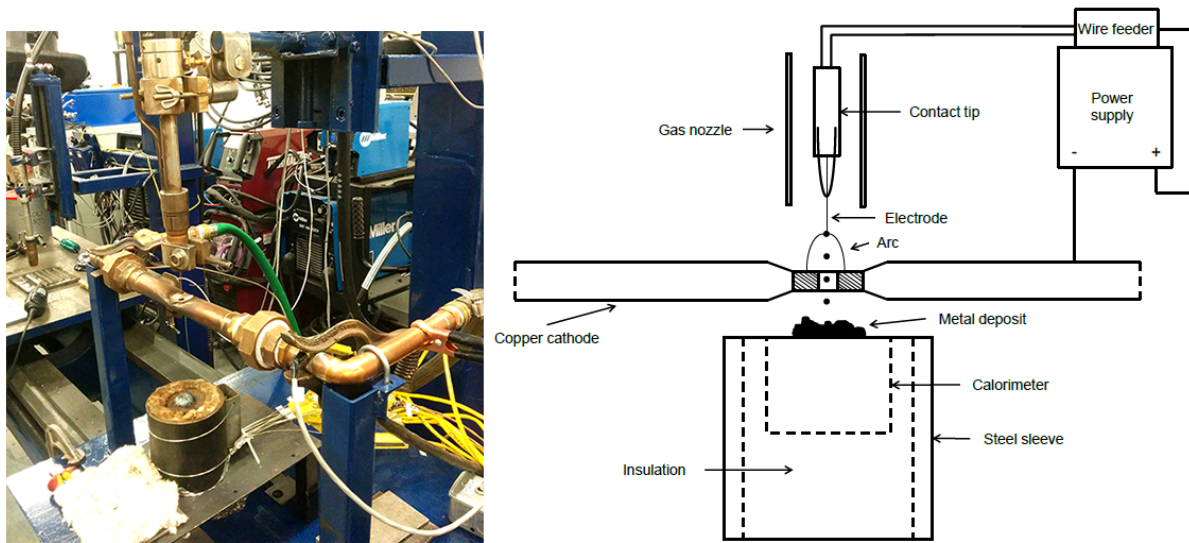 Miller
Miller
Wire feeder
Power
supply
-
+
Contact tip
Gas nozzle
Electrode
Arc
Copper cathode
Metal deposit
Calorimeter
Steel sleeve
Insulation